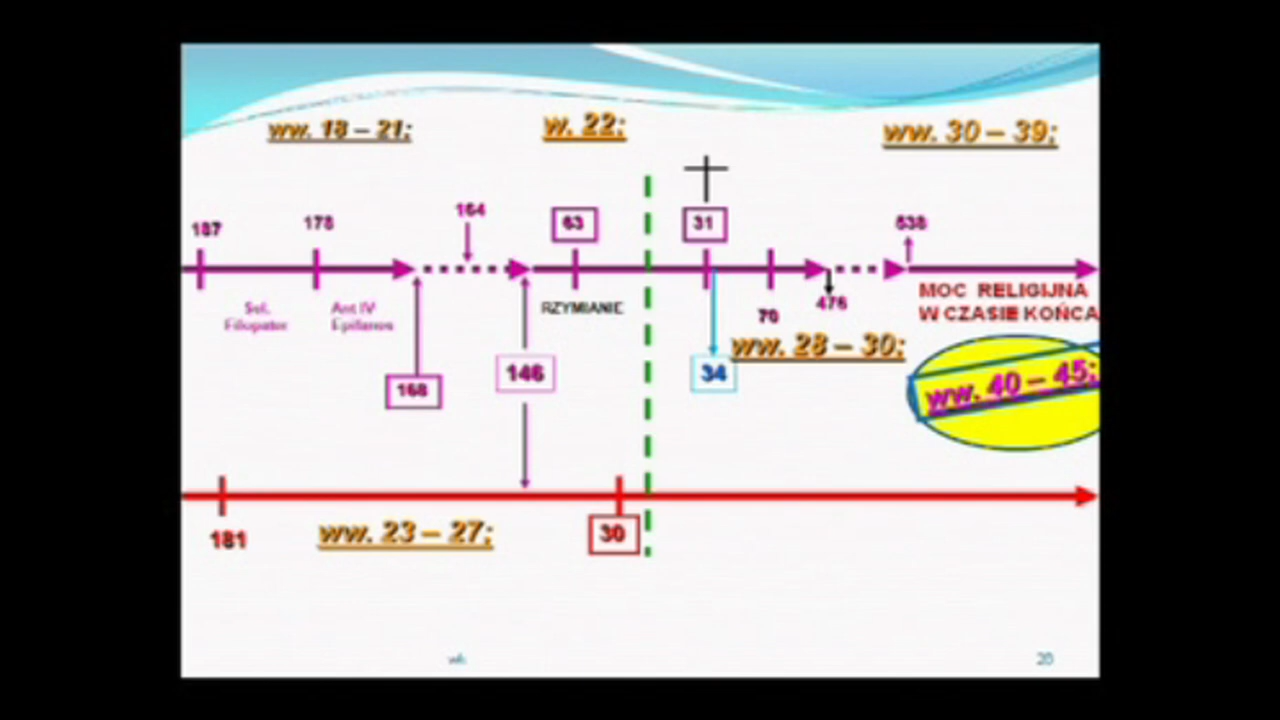 ww. 18 – 21;
w. 22;
ww. 30 – 39;
187
178
164
63
31
538
Sel.
Filopator
Ant IV
Epifanes
RZYMIANIE
70
476
MOC RELIGIJNA
W CZASIE KOŃCA
168
146
34
ww. 28 – 30;
ww. 40 – 45;
181
ww. 23 – 27;
30
wk
20